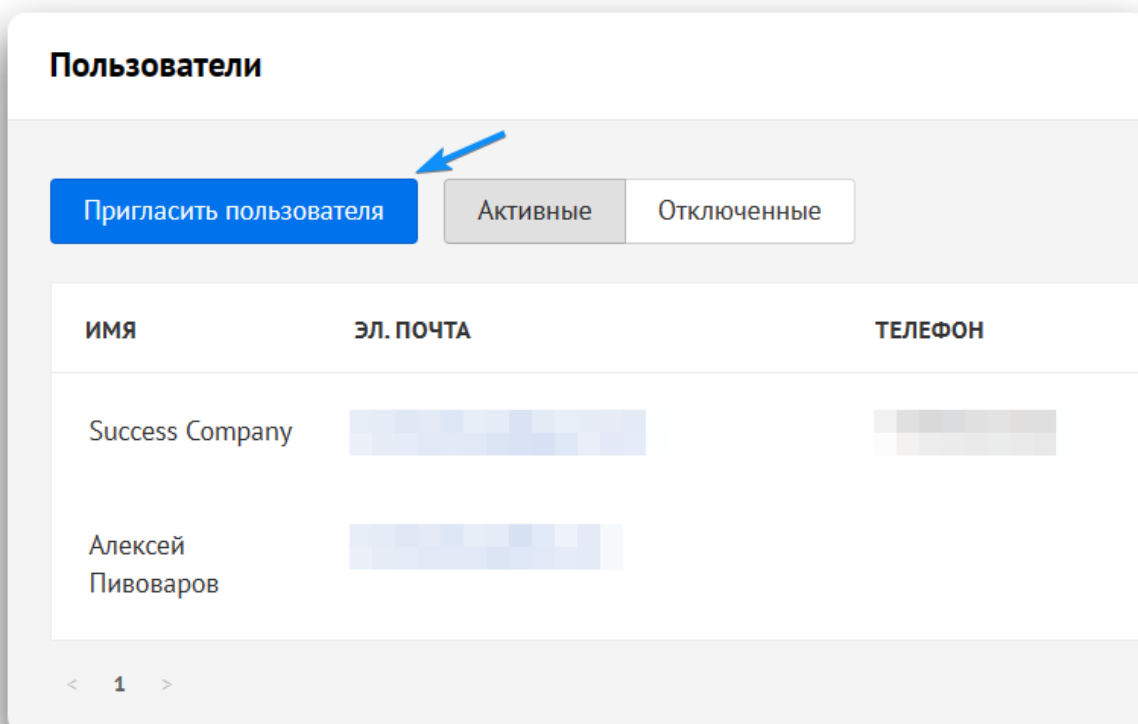 Пользователи
Пригласить пользователя Активные Отключенные
ИМЯ ЭЛ. ПОЧТА ТЕЛЕФОН
Success Company
Алексей
Пивоваров
< 1 >